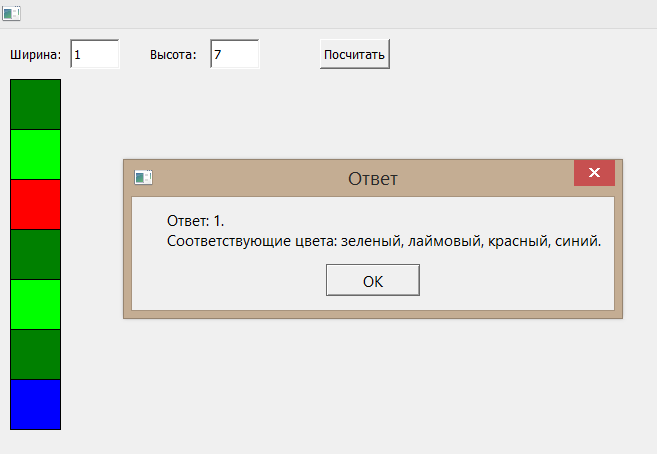 Ширина: 1 Высота: 7 Посчитать
Ответ
Ответ: 1.
Соответствующие цвета: зеленый, лаймовый, красный, синий.
OK